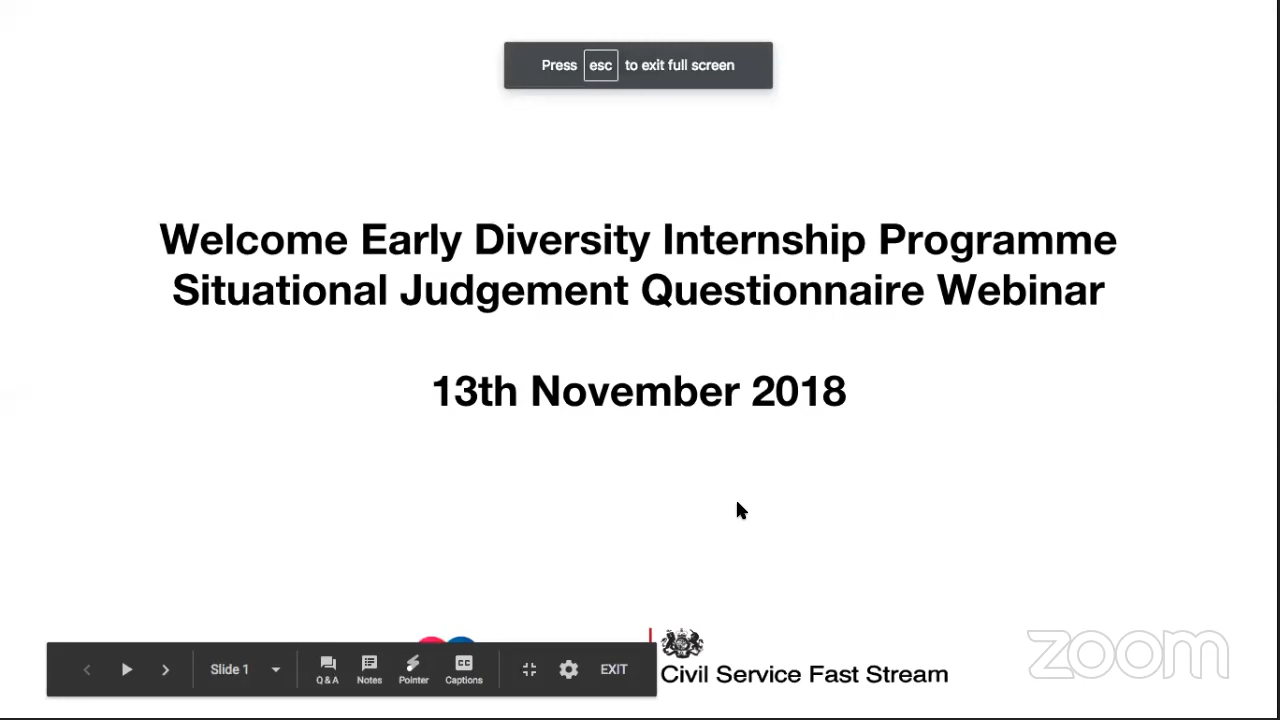 Press esc to exit full screen
Welcome Early Diversity Internship Programme
Situational Judgement Questionnaire Webinar
13th November 2018
Slide 1
Q&A
Notes
Pointer
CC
Captions
EXIT
Civil Service Fast Stream
zoom